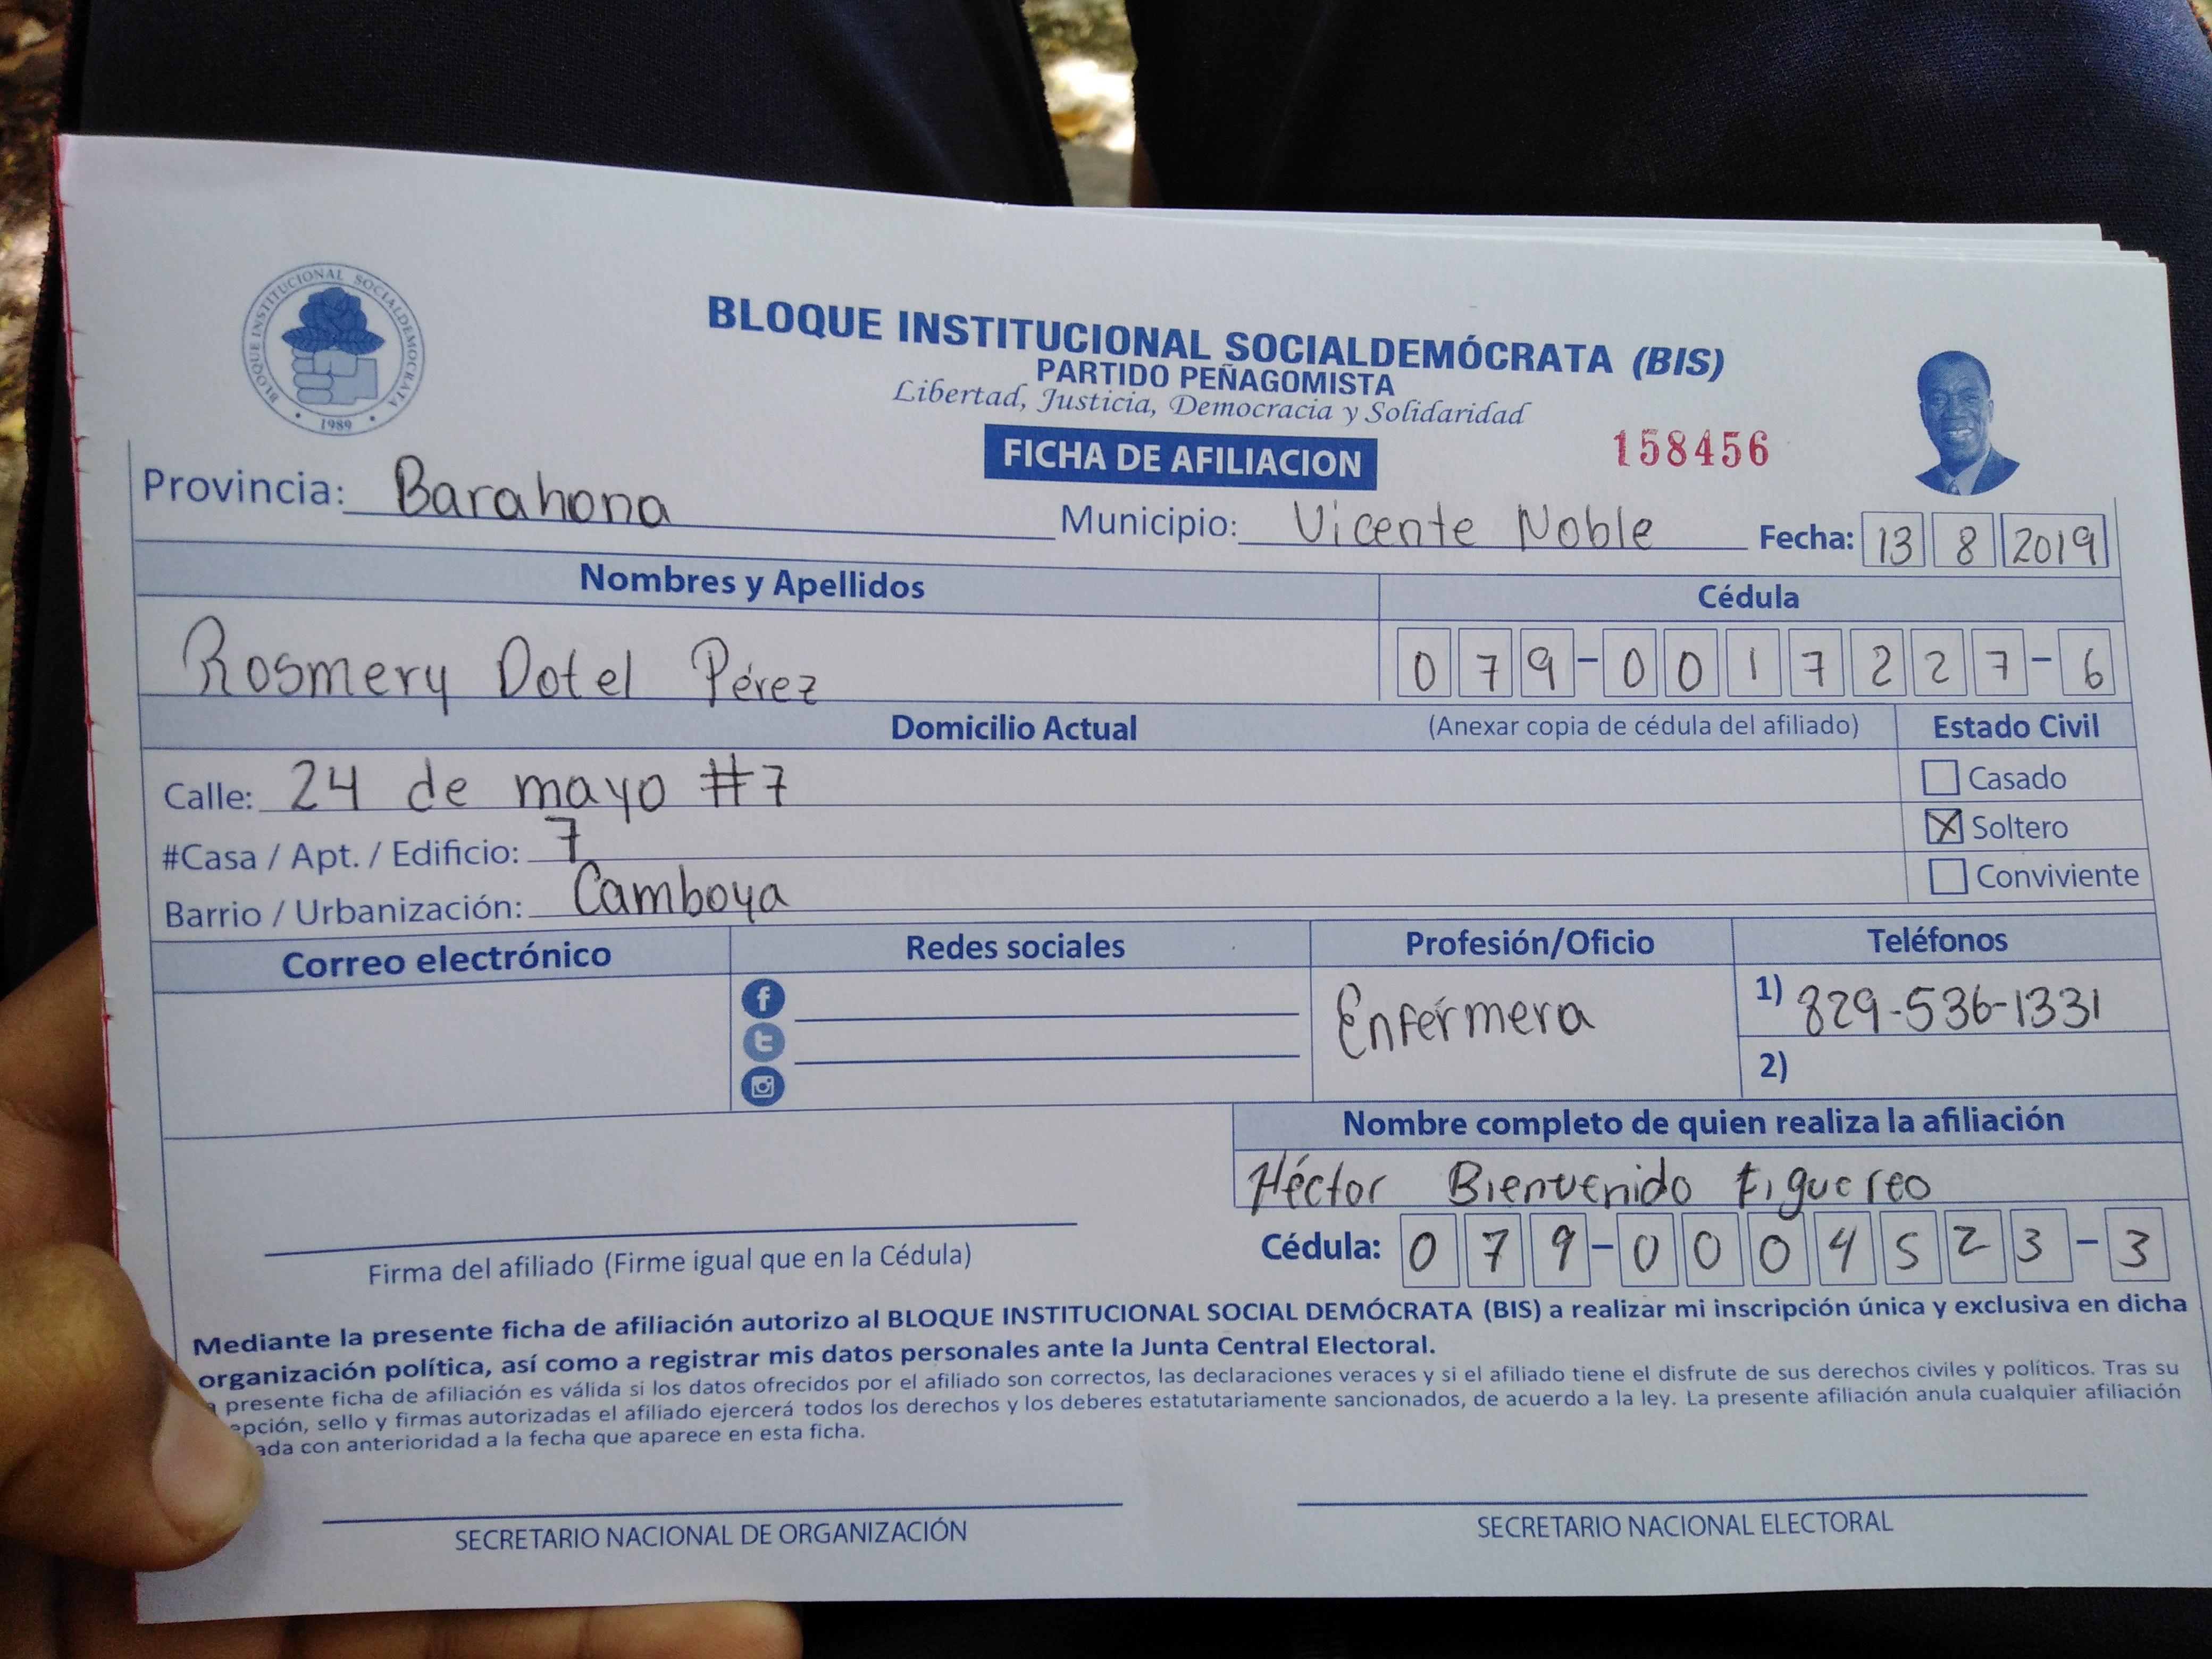 BLOQUE INSTITUCIONAL SOCIALDEMOCRATA
1989
BLOQUE INSTITUCIONAL SOCIALDEMÓCRATA (BIS)
PARTIDO PEÑAGOMISTA
Libertad, Justicia, Democracia y Solidaridad
FICHA DE AFILIACION
158456
Provincia: Barahona Municipio: Vicente Noble Fecha: 13 8 2019
Nombres y Apellidos Cédula
Rosmery Dotel Pérez 079-0017227-6
Domicilio Actual (Anexar copia de cédula del afiliado) Estado Civil
Calle: 24 de mayo #7
Casado
#Casa / Apt. / Edificio: 7
X Soltero
Barrio / Urbanización: Camboya
Conviviente
Correo electrónico Redes sociales Profesión/Oficio Teléfonos
Enfermera 1) 829-536-1331
2)
Nombre completo de quien realiza la afiliación
Héctor Bienvenido Figuereo
Cédula: 079-0004523-3
Firma del afiliado (Firme igual que en la Cédula)
Mediante la presente ficha de afiliación autorizo al BLOQUE INSTITUCIONAL SOCIAL DEMÓCRATA (BIS) a realizar mi inscripción única y exclusiva en dicha
organización política, así como a registrar mis datos personales ante la Junta Central Electoral.
presente ficha de afiliación es válida si los datos ofrecidos por el afiliado son correctos, las declaraciones veraces y si el afiliado tiene el disfrute de sus derechos civiles y políticos. Tras su
epción, sello y firmas autorizadas el afiliado ejercerá todos los derechos y los deberes estatutariamente sancionados, de acuerdo a la ley. La presente afiliación anula cualquier afiliación
ada con anterioridad a la fecha que aparece en esta ficha.
SECRETARIO NACIONAL DE ORGANIZACIÓN SECRETARIO NACIONAL ELECTORAL